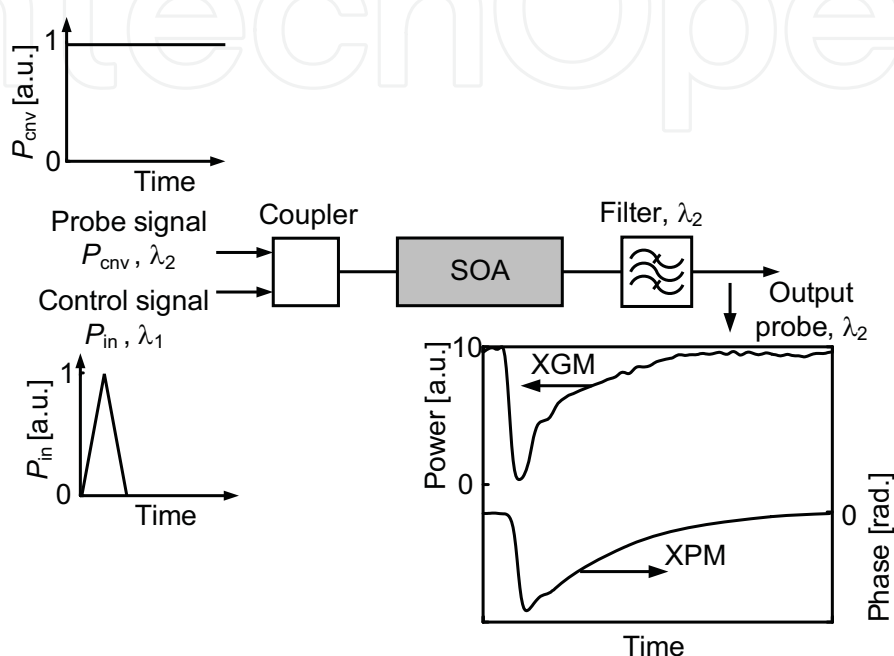 intechOpe
1
P_cnv [a.u.]
0
Time
Probe signal
P_cnv , λ2
Coupler
SOA
Filter, λ2
Control signal
P_in , λ1
Output
probe, λ2
1
P_in [a.u.]
0
Time
10
XGM
Power [a.u.]
0
0
XPM
Phase [rad.]
Time